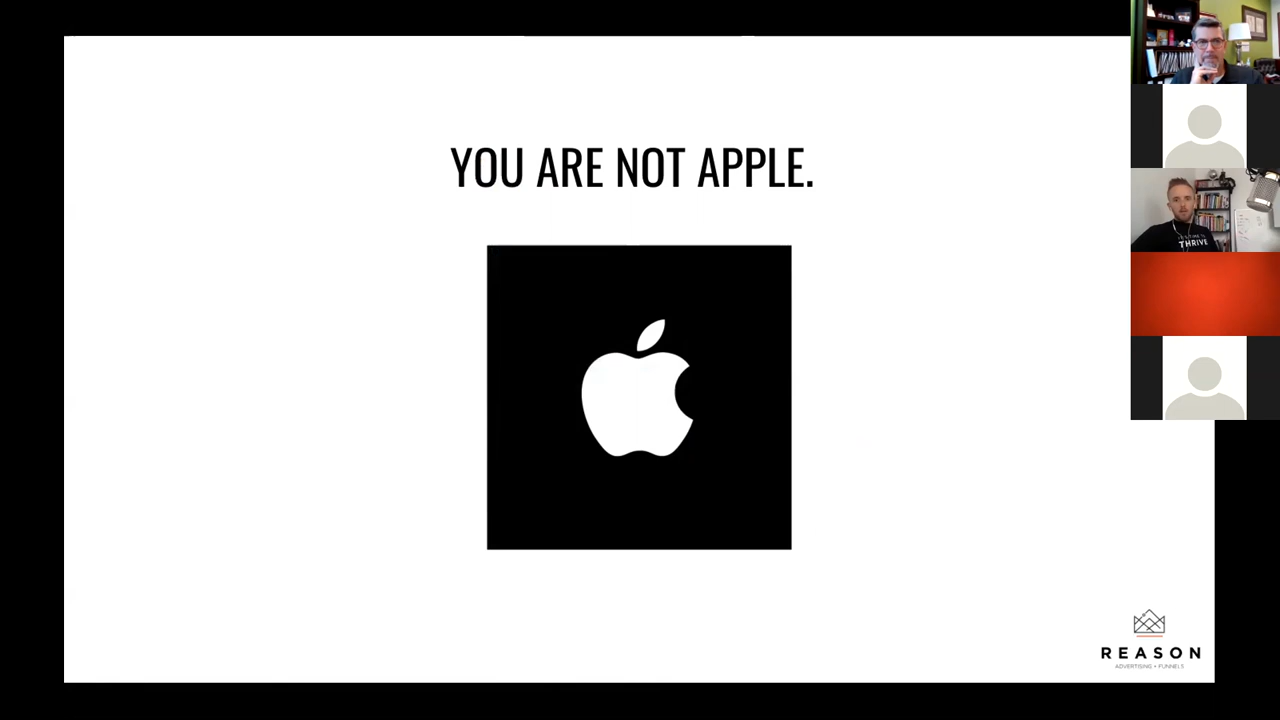 YOU ARE NOT APPLE.
THRIVE
REASON
ADVERTISING + FUNNELS